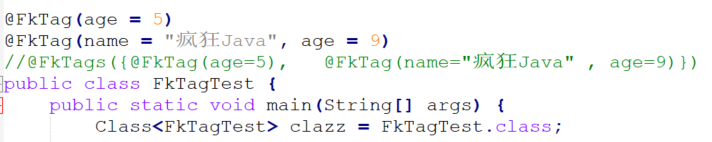 @FkTag(age = 5)
@FkTag(name = "疯狂Java", age = 9)
//@FkTags({@FkTag(age=5),   @FkTag(name="疯狂Java" , age=9)})
public class FkTagTest {
    public static void main(String[] args) {
        Class<FkTagTest> clazz = FkTagTest.class;